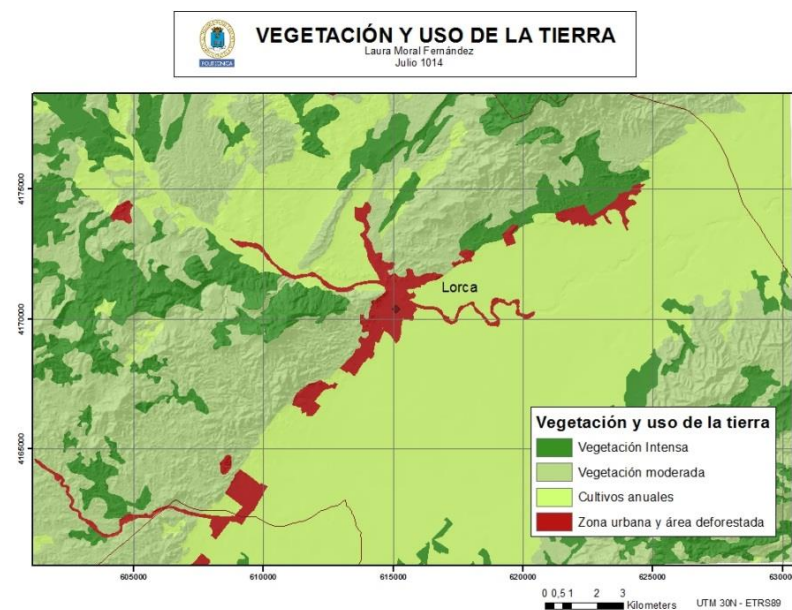 VEGETACIÓN Y USO DE LA TIERRA
Laura Moral Fernández
Julio 1014
POLITECNICA
4175000
4170000
4165000
Lorca
Vegetación y uso de la tierra
Vegetación Intensa
Vegetación moderada
Cultivos anuales
Zona urbana y área deforestada
605000 610000 615000 620000 625000 630000
0 0,5 1 2 3
Kilometers
UTM 30N - ETRS89